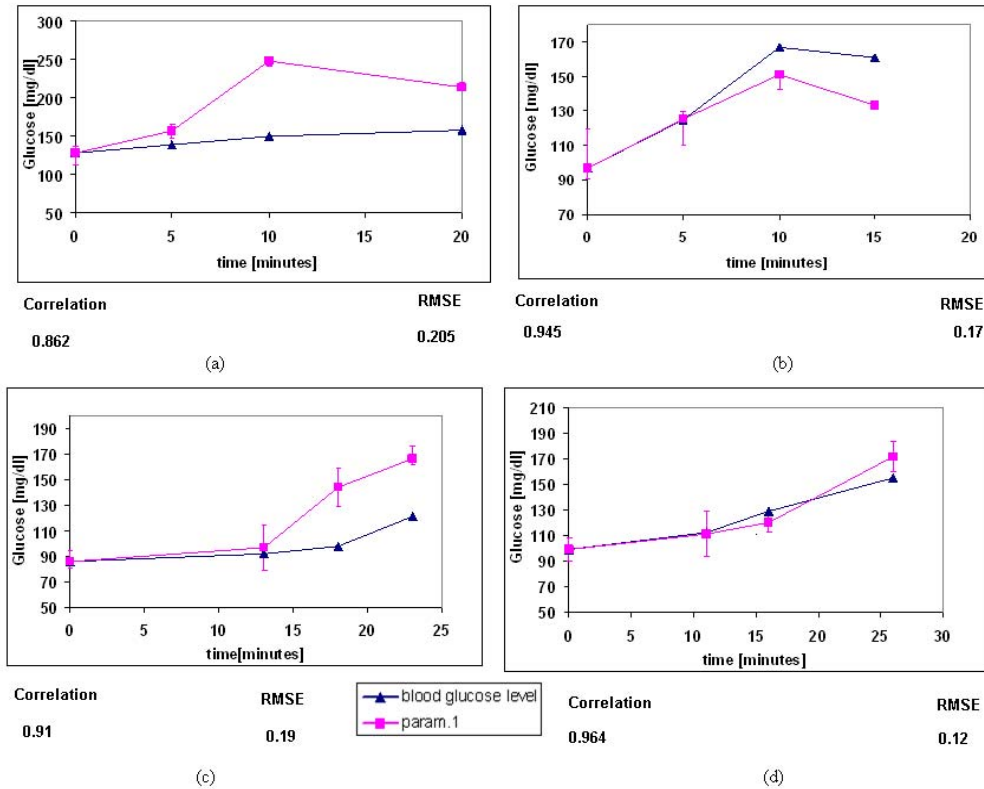 300
250
200
150
100
50
Glucose [mg/dl]
0 5 10 15 20
time [minutes]
Correlation RMSE
0.862 0.205
(a)
170
150
130
110
90
70
Glucose [mg/dl]
0 5 10 15 20
time [minutes]
Correlation RMSE
0.945 0.17
(b)
190
170
150
130
110
90
70
50
Glucose [mg/dl]
0 5 10 15 20 25
time[minutes]
Correlation RMSE
0.91 0.19
(c)
blood glucose level
param.1
210
190
170
150
130
110
90
70
50
Glucose [mg/dl]
0 5 10 15 20 25 30
time [minutes]
Correlation RMSE
0.964 0.12
(d)